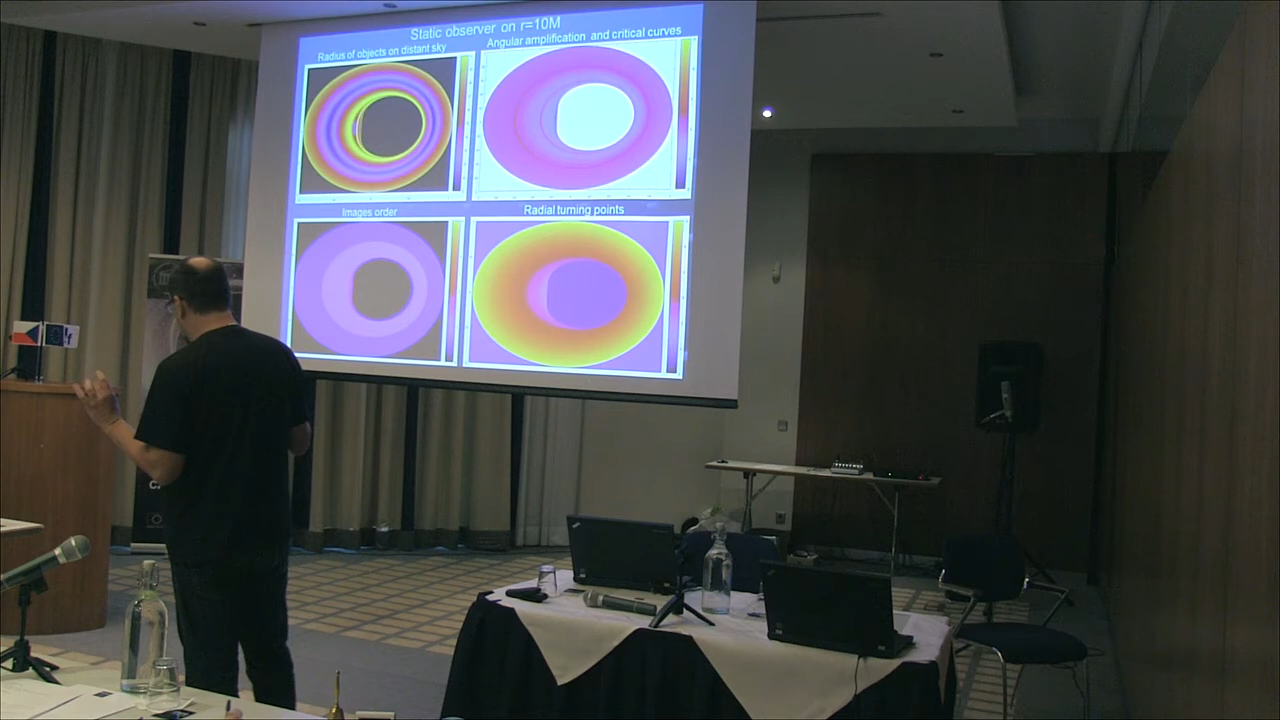 Static observer on r=10M
Radius of objects on distant sky
Angular amplification and critical curves
Images order
Radial turning points